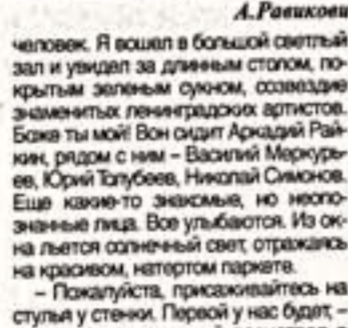 А.Равикови
человек. Я вошел в большой светлый
зал и увидел за длинным столом, по-
крытым зеленым сукном, созвездие
знаменитых ленинградских артистов.
Боже ты мой! Вон сидит Аркадий Рай-
кин, рядом с ним – Василий Меркурь-
ев, Юрий Толубеев, Николай Симонов.
Еще какие-то знакомые, но неопо-
знанные лица. Все улыбаются. Из ок-
на льется солнечный свет, отражаясь
на красивом, натертом паркете.
– Пожалуйста, присаживайтесь на
стулья у стенки. Первой у нас будет, –